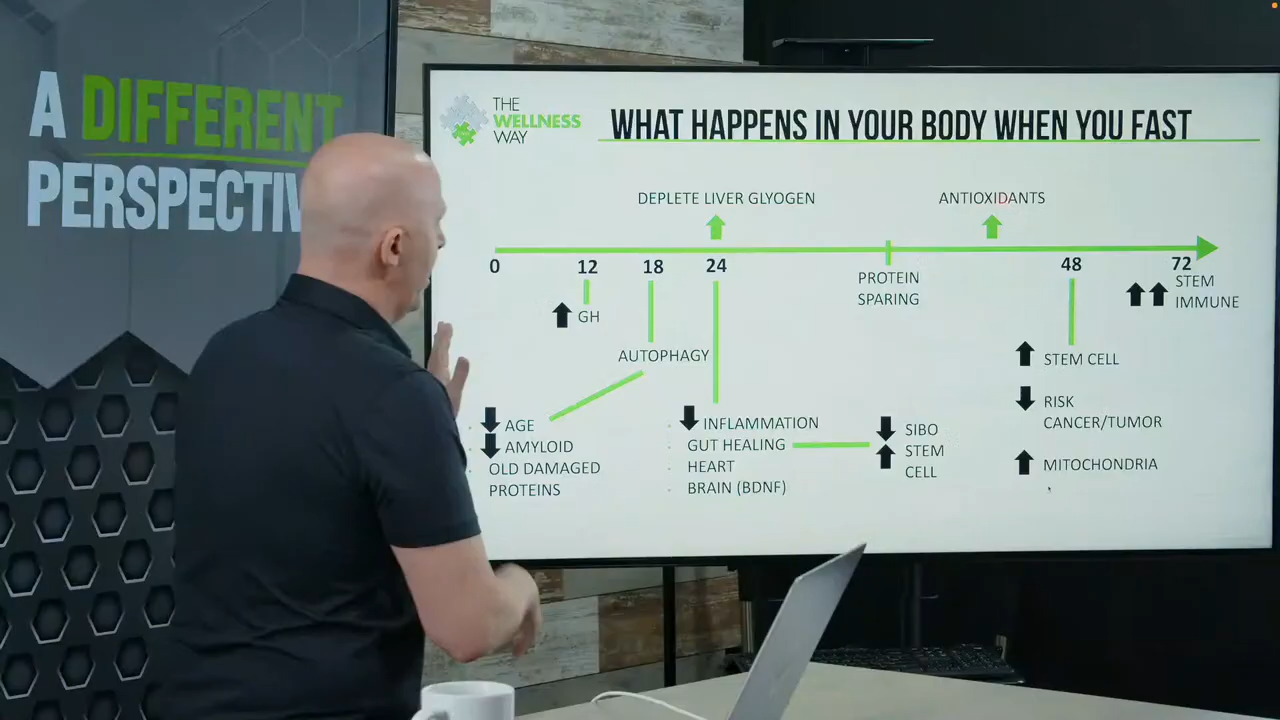 A DIFFERENT
THE
WELLNESS
WAY
WHAT HAPPENS IN YOUR BODY WHEN YOU FAST
DEPLETE LIVER GLYOGEN
ANTIOXIDANTS
0
12
18
24
PROTEIN
SPARING
48
72
STEM
IMMUNE
GH
AUTOPHAGY
STEM CELL
RISK
CANCER/TUMOR
MITOCHONDRIA
AGE
AMYLOID
OLD DAMAGED
PROTEINS
INFLAMMATION
GUT HEALING
HEART
BRAIN (BDNF)
SIBO
STEM
CELL